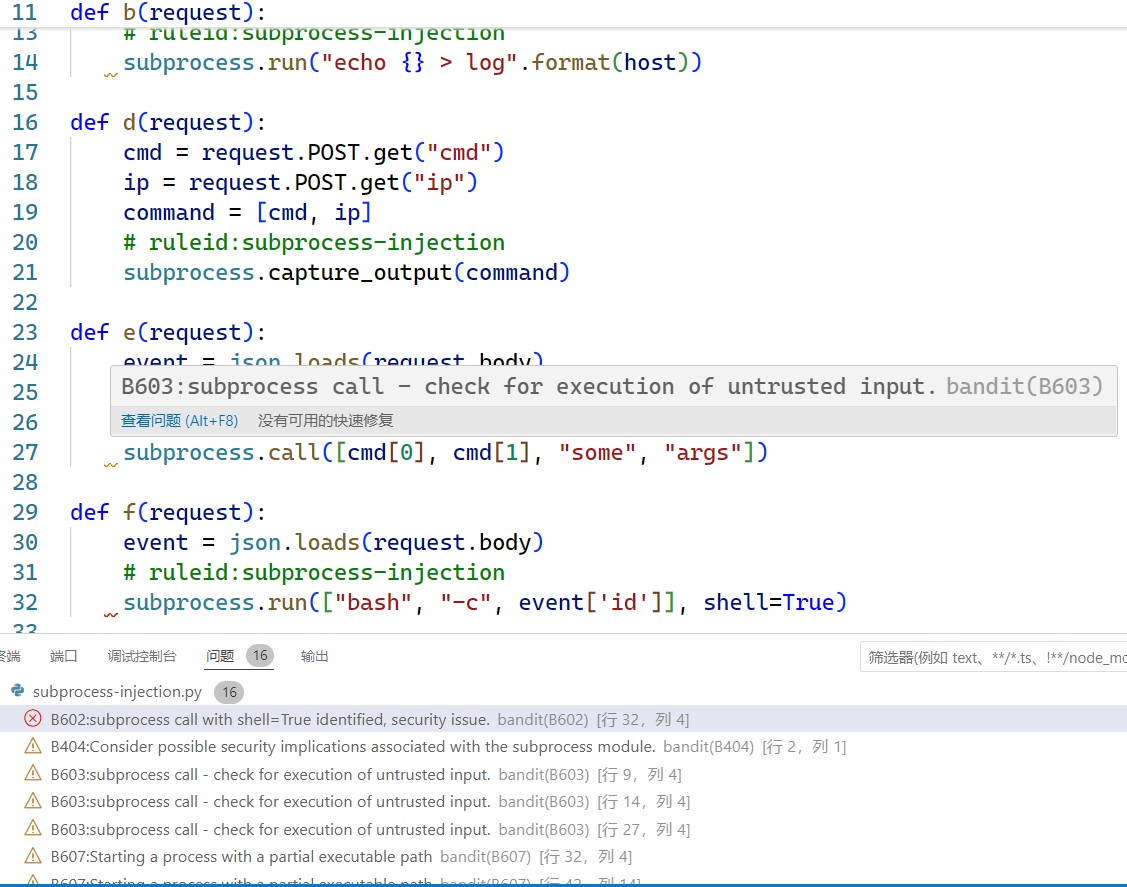 11 def b(request):
13 # ruleid:subprocess-injection
14 subprocess.run("echo {} > log".format(host))
15
16 def d(request):
17 cmd = request.POST.get("cmd")
18 ip = request.POST.get("ip")
19 command = [cmd, ip]
20 # ruleid:subprocess-injection
21 subprocess.capture_output(command)
22
23 def e(request):
24 event = json.loads(request.body)
25 B603:subprocess call - check for execution of untrusted input. bandit(B603)
26 查看问题 (Alt+F8) 没有可用的快速修复
27 subprocess.call([cmd[0], cmd[1], "some", "args"])
28
29 def f(request):
30 event = json.loads(request.body)
31 # ruleid:subprocess-injection
32 subprocess.run(["bash", "-c", event['id']], shell=True)
33
终端 端口 调试控制台 问题 16 输出 筛选器(例如 text、**/*.ts、!**/node_mo
subprocess-injection.py 16
B602:subprocess call with shell=True identified, security issue. bandit(B602) [行 32，列 4]
B404:Consider possible security implications associated with the subprocess module. bandit(B404) [行 2，列 1]
B603:subprocess call - check for execution of untrusted input. bandit(B603) [行 9，列 4]
B603:subprocess call - check for execution of untrusted input. bandit(B603) [行 14，列 4]
B603:subprocess call - check for execution of untrusted input. bandit(B603) [行 27，列 4]
B607:Starting a process with a partial executable path bandit(B607) [行 32，列 4]
B607:Starting a process with a partial executable path bandit(B607) [行 42，列 14]